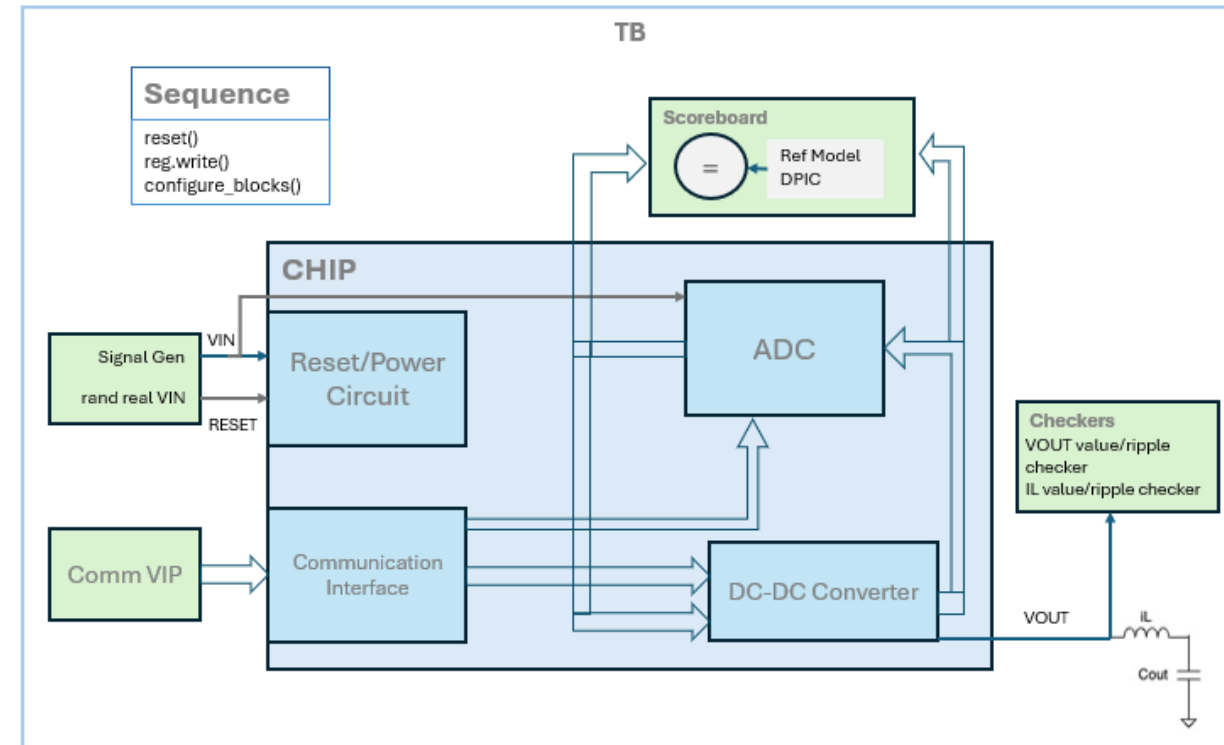 TB
Sequence
reset()
reg.write()
configure_blocks()
Scoreboard
=
Ref Model
DPIC
CHIP
VIN
Signal Gen
rand real VIN
RESET
Reset/Power
Circuit
ADC
Checkers
VOUT value/ripple
checker
IL value/ripple checker
Comm VIP
Communication
Interface
DC-DC Converter
VOUT
iL
Cout